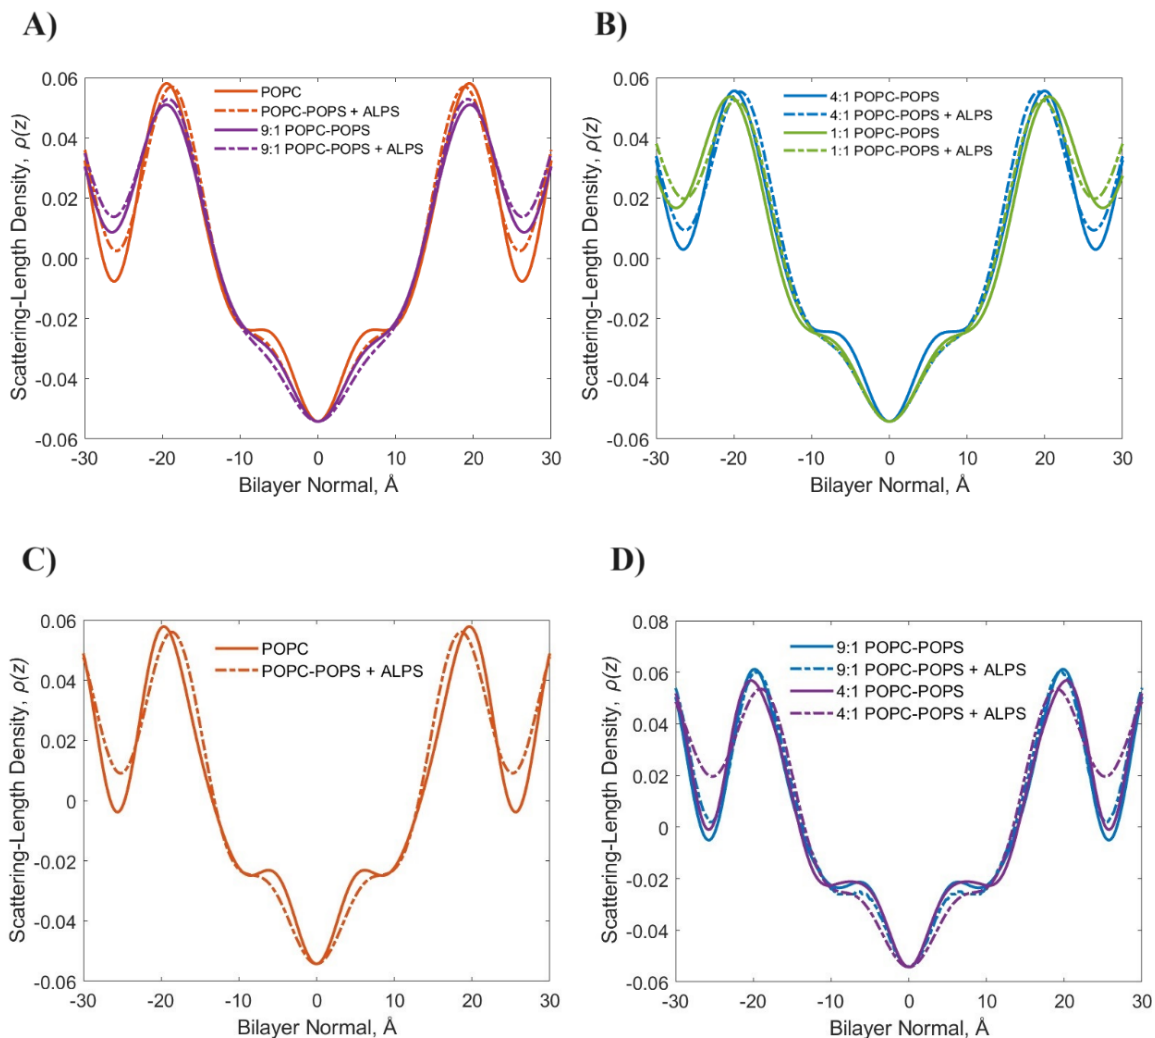 A)
0.06
0.04
0.02
0.00
-0.02
-0.04
-0.06
-30
-20
-10
0
10
20
30
Scattering-Length Density, ρ(z)
Bilayer Normal, Å
POPC
POPC-POPS + ALPS
9:1 POPC-POPS
9:1 POPC-POPS + ALPS
B)
0.06
0.04
0.02
0.00
-0.02
-0.04
-0.06
-30
-20
-10
0
10
20
30
Scattering-Length Density, ρ(z)
Bilayer Normal, Å
4:1 POPC-POPS
4:1 POPC-POPS + ALPS
1:1 POPC-POPS
1:1 POPC-POPS + ALPS
C)
0.06
0.04
0.02
0
-0.02
-0.04
-0.06
-30
-20
-10
0
10
20
30
Scattering-Length Density, ρ(z)
Bilayer Normal, Å
POPC
POPC-POPS + ALPS
D)
0.08
0.06
0.04
0.02
0
-0.02
-0.04
-0.06
-30
-20
-10
0
10
20
30
Scattering-Length Density, ρ(z)
Bilayer Normal, Å
9:1 POPC-POPS
9:1 POPC-POPS + ALPS
4:1 POPC-POPS
4:1 POPC-POPS + ALPS